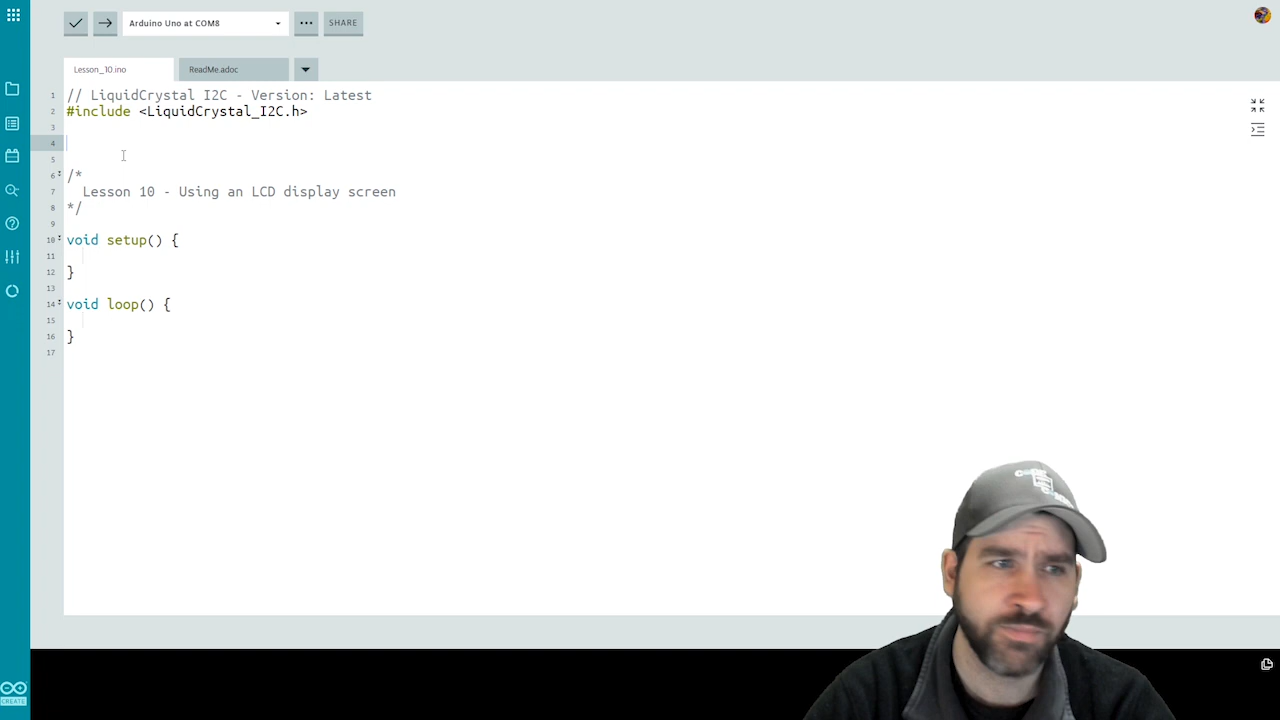 Arduino Uno at COM8
SHARE
Lesson_10.ino
ReadMe.adoc
1 // LiquidCrystal I2C - Version: Latest
2 #include <LiquidCrystal_I2C.h>
3
4
5
6 /*
7 Lesson 10 - Using an LCD display screen
8 */
9
10 void setup() {
11
12 }
13
14 void loop() {
15
16 }
17
CREATE